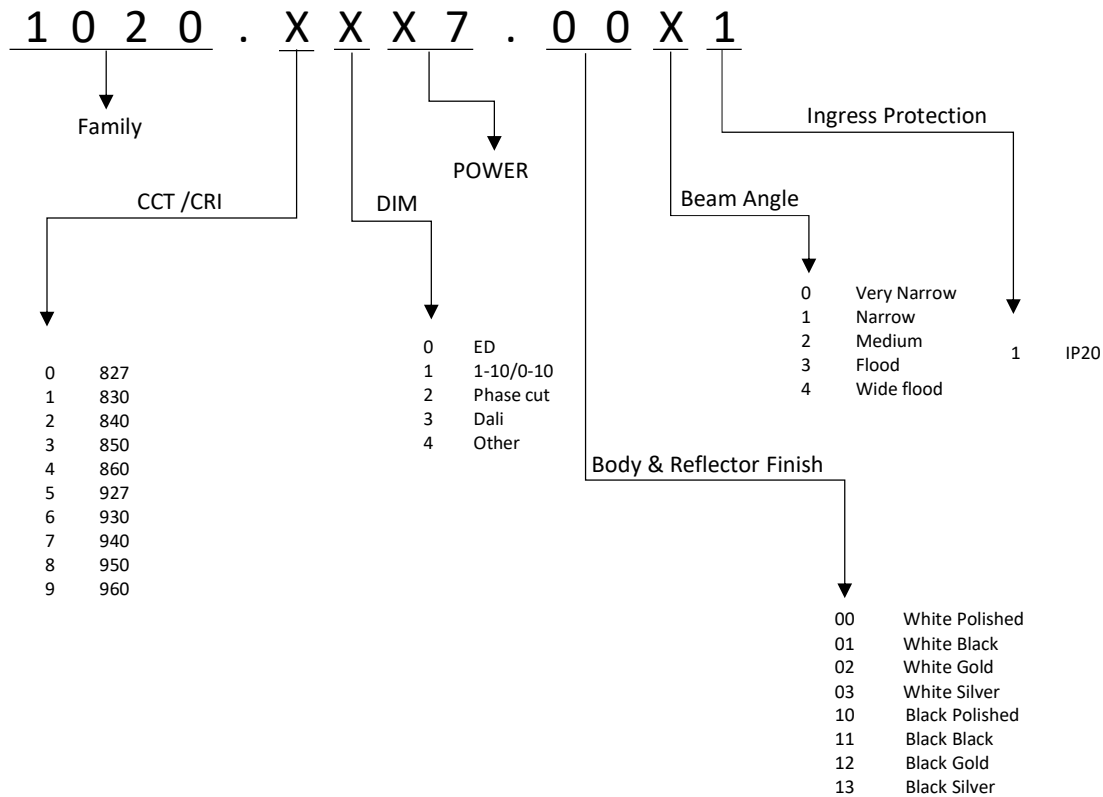 1 0 2 0 . X X X 7 . 0 0 X 1
Family
POWER
Ingress Protection
CCT /CRI
DIM
Beam Angle
0 827
1 830
2 840
3 850
4 860
5 927
6 930
7 940
8 950
9 960
0 ED
1 1-10/0-10
2 Phase cut
3 Dali
4 Other
0 Very Narrow
1 Narrow
2 Medium
3 Flood
4 Wide flood
1 IP20
Body & Reflector Finish
00 White Polished
01 White Black
02 White Gold
03 White Silver
10 Black Polished
11 Black Black
12 Black Gold
13 Black Silver